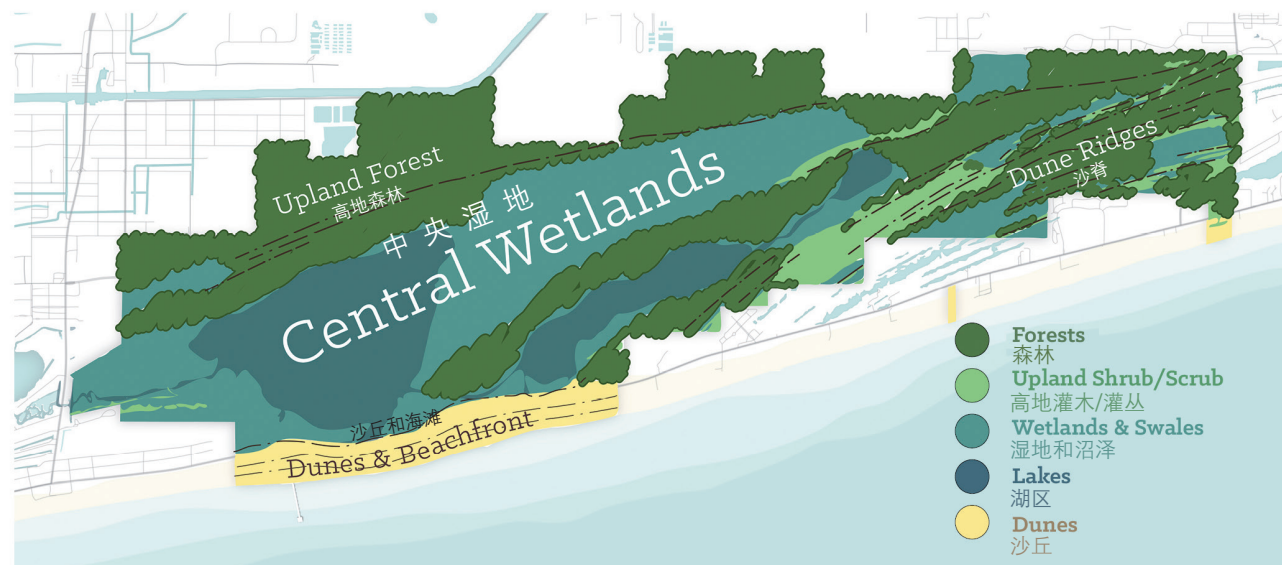 Upland Forest
高地森林
中央湿地
Central Wetlands
Dune Ridges
沙脊
沙丘和海滩
Dunes & Beachfront
Forests
森林
Upland Shrub/Scrub
高地灌木/灌丛
Wetlands & Swales
湿地和沼泽
Lakes
湖区
Dunes
沙丘